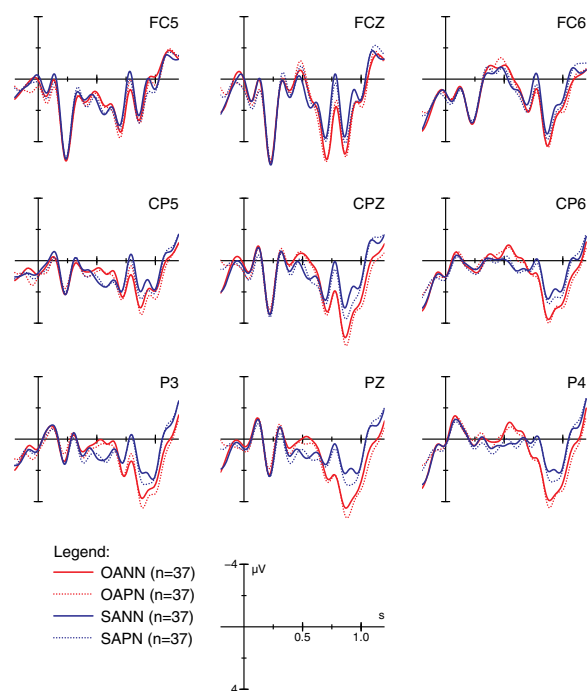 FC5 FCZ FC6
CP5 CPZ CP6
P3 PZ P4
Legend:
OANN (n=37)
OAPN (n=37)
SANN (n=37)
SAPN (n=37)
-4
µV
s
0.5 1.0
4